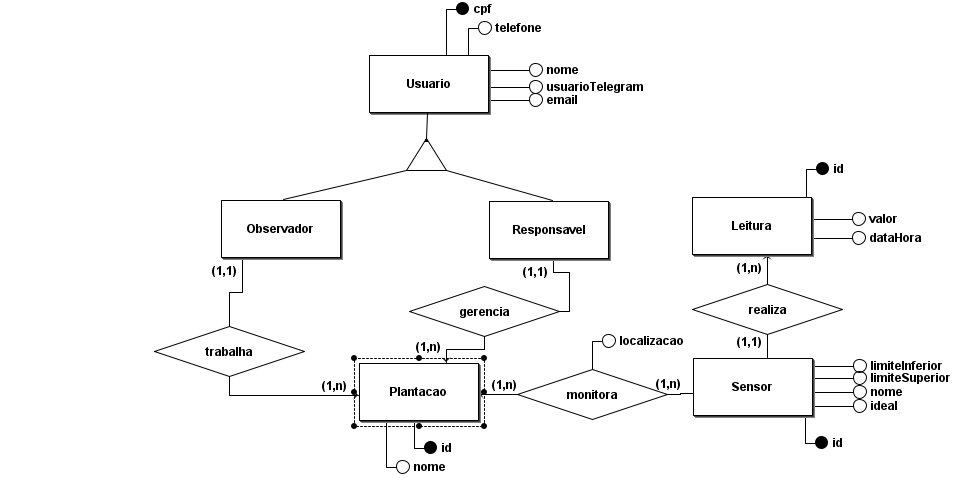 cpf
telefone
Usuario
nome
usuarioTelegram
email
id
Observador
Responsavel
Leitura
valor
dataHora
(1,1)
(1,1)
(1,n)
gerencia
realiza
trabalha
(1,n)
localizacao
(1,1)
(1,n)
Plantacao
(1,n)
monitora
(1,n)
Sensor
limiteInferior
limiteSuperior
nome
ideal
id
id
nome